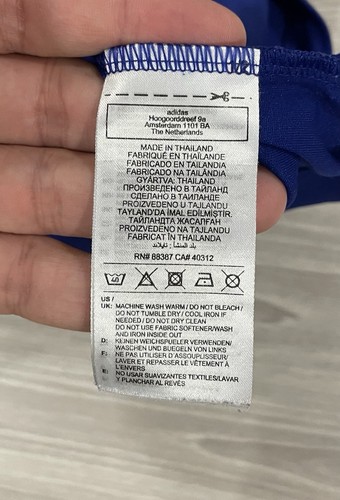 adidas
Hoogoorddreef 9a
Amsterdam 1101 BA
The Netherlands
MADE IN THAILAND
FABRIQUÉ EN THAÏLANDE
FABRICADO EN TAILANDIA
FABRICADO NA TAILÂNDIA
GYÁRTVA: THAILAND
ПРОИЗВЕДЕНО В ТАЙЛАНД
СДЕЛАНО В ТАИЛАНДЕ
PROIZVEDENO U TAJLANDU
TAYLAND'DA İMAL EDİLMİŞTİR.
ТАЙЛАНДТА ЖАСАЛҒАН
PROIZVEDENO NA TAJLANDU
FABRICAT ÎN THAILANDA
بلد المنشأ: تايلاند
RN# 88387 CA# 40312
US /
UK: MACHINE WASH WARM / DO NOT BLEACH /
DO NOT TUMBLE DRY / COOL IRON IF
NEEDED / DO NOT DRY CLEAN
DO NOT USE FABRIC SOFTENER/WASH
AND IRON INSIDE OUT
D: KEINEN WEICHSPUELER VERWENDEN/
WASCHEN UND BUEGELN VON LINKS
F: NE PAS UTILISER D'ASSOUPLISSEUR/
LAVER ET REPASSER LE VÊTEMENT À
L'ENVERS
E: NO USAR SUAVIZANTES TEXTILES/LAVAR
Y PLANCHAR AL REVÉS